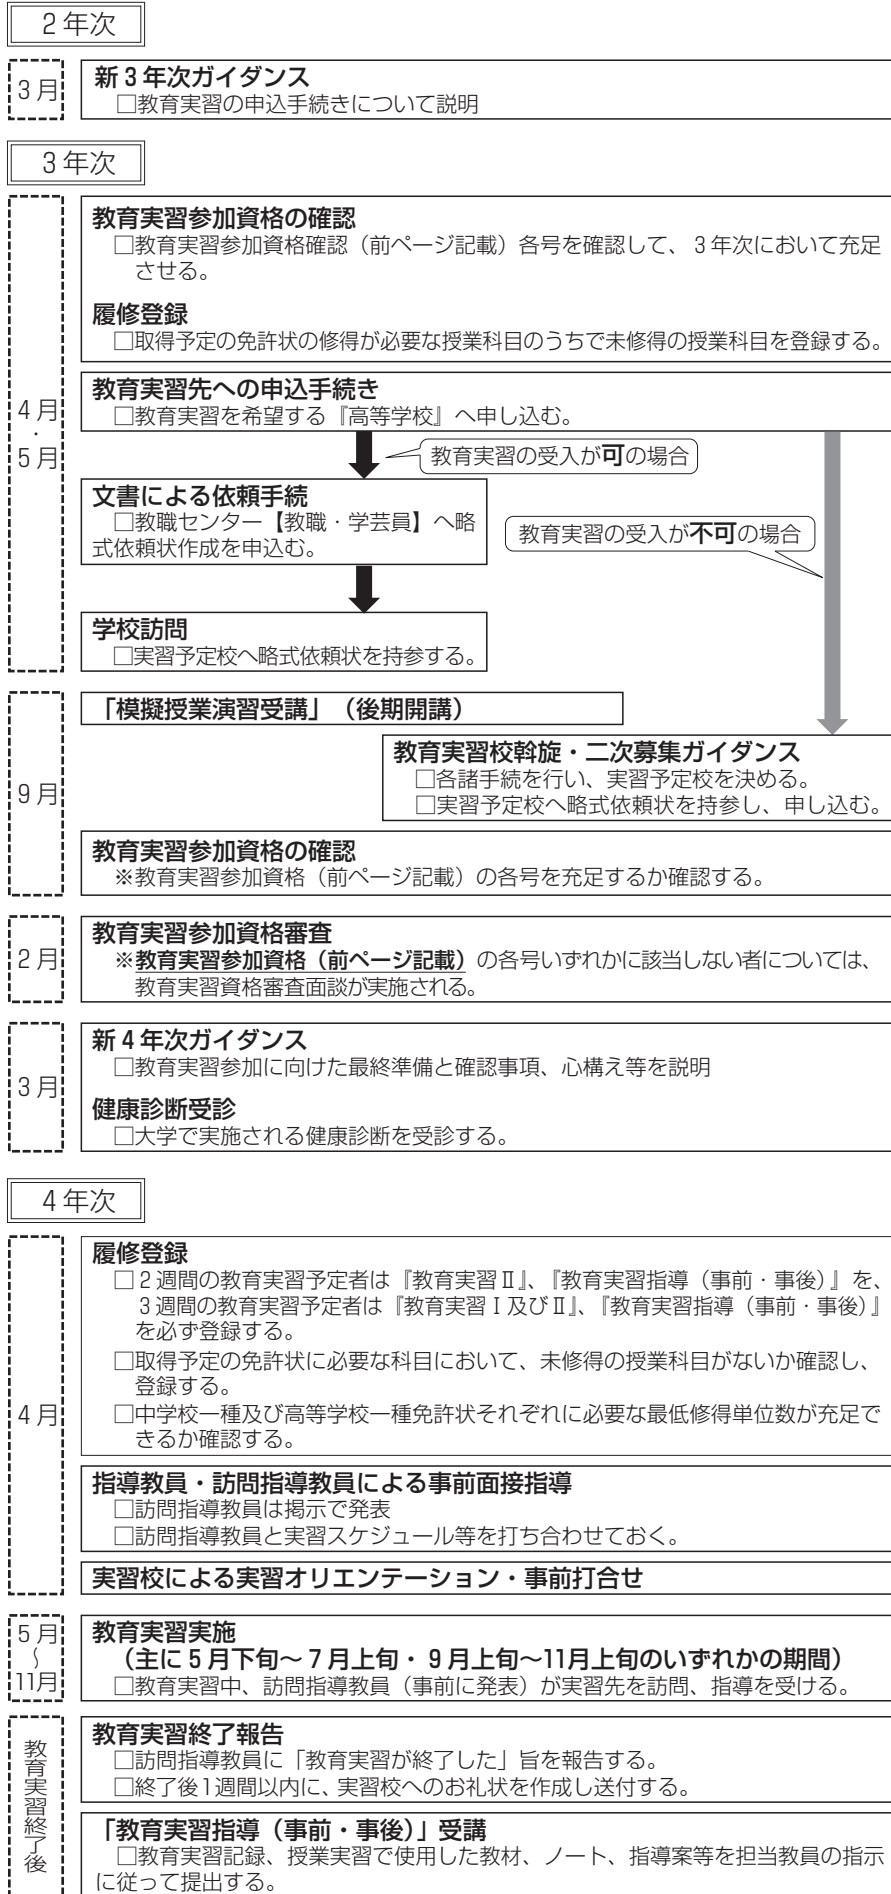 2年次
3月
新3年次ガイダンス
□教育実習の申込手続きについて説明
3年次
4月
・
5月
教育実習参加資格の確認
□教育実習参加資格確認（前ページ記載）各号を確認して、3年次において充足
させる。
履修登録
□取得予定の免許状の修得が必要な授業科目のうちで未修得の授業科目を登録する。
教育実習先への申込手続き
□教育実習を希望する『高等学校』へ申し込む。
教育実習の受入が可の場合
文書による依頼手続
□教職センター【教職・学芸員】へ略
式依頼状作成を申込む。
教育実習の受入が不可の場合
学校訪問
□実習予定校へ略式依頼状を持参する。
9月
「模擬授業演習受講」（後期開講）
教育実習校斡旋・二次募集ガイダンス
□各諸手続を行い、実習予定校を決める。
□実習予定校へ略式依頼状を持参し、申し込む。
教育実習参加資格の確認
※教育実習参加資格（前ページ記載）の各号を充足するか確認する。
2月
教育実習参加資格審査
※教育実習参加資格（前ページ記載）の各号いずれかに該当しない者については、
教育実習資格審査面談が実施される。
3月
新4年次ガイダンス
□教育実習参加に向けた最終準備と確認事項、心構え等を説明
健康診断受診
□大学で実施される健康診断を受診する。
4年次
4月
履修登録
□2週間の教育実習予定者は『教育実習Ⅱ』、『教育実習指導（事前・事後）』を、
3週間の教育実習予定者は『教育実習Ⅰ及びⅡ』、『教育実習指導（事前・事後）』
を必ず登録する。
□取得予定の免許状に必要な科目において、未修得の授業科目がないか確認し、
登録する。
□中学校一種及び高等学校一種免許状それぞれに必要な最低修得単位数が充足で
きるか確認する。
指導教員・訪問指導教員による事前面接指導
□訪問指導教員は掲示で発表
□訪問指導教員と実習スケジュール等を打ち合わせておく。
実習校による実習オリエンテーション・事前打合せ
5月
〜
11月
教育実習実施
（主に5月下旬〜7月上旬・9月上旬〜11月上旬のいずれかの期間）
□教育実習中、訪問指導教員（事前に発表）が実習先を訪問、指導を受ける。
教育実習終了後
教育実習終了報告
□訪問指導教員に「教育実習が終了した」旨を報告する。
□終了後1週間以内に、実習校へのお礼状を作成し送付する。
「教育実習指導（事前・事後）」受講
□教育実習記録、授業実習で使用した教材、ノート、指導案等を担当教員の指示
に従って提出する。